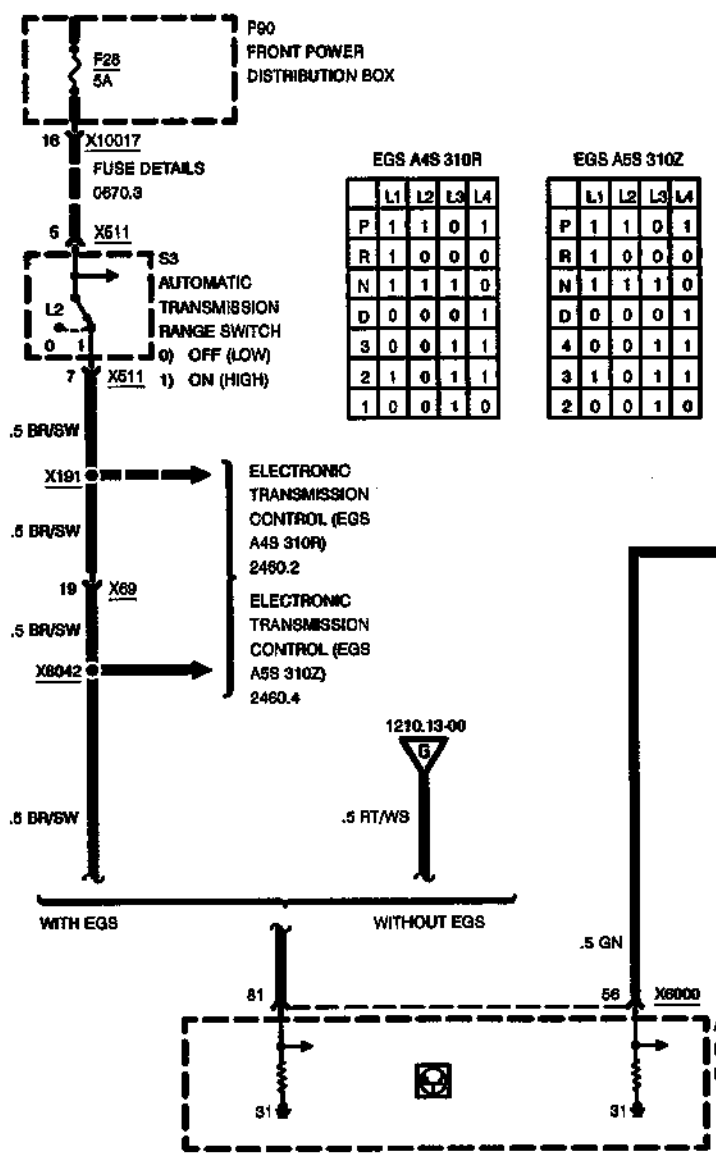 P90
FRONT POWER
DISTRIBUTION BOX
F28
5A
16 X10017
FUSE DETAILS
0670.3
5 X511
S3
AUTOMATIC
TRANSMISSION
RANGE SWITCH
0) OFF (LOW)
1) ON (HIGH)
L2
0 1
7 X511
EGS A4S 310R
L1 L2 L3 L4
P 1 1 0 1
R 1 0 0 0
N 1 1 1 0
D 0 0 0 1
3 0 0 1 1
2 1 0 1 1
1 0 0 1 0
EGS A5S 310Z
L1 L2 L3 L4
P 1 1 0 1
R 1 0 0 0
N 1 1 1 0
D 0 0 0 1
4 0 0 1 1
3 1 0 1 1
2 0 0 1 0
.5 BR/SW
X191
.5 BR/SW
19 X69
.5 BR/SW
X6042
.5 BR/SW
ELECTRONIC
TRANSMISSION
CONTROL (EGS
A4S 310R)
2460.2
ELECTRONIC
TRANSMISSION
CONTROL (EGS
A5S 310Z)
2460.4
1210.13-00
G
.5 RT/WS
WITH EGS
WITHOUT EGS
.5 GN
81
56 X6000
31
31